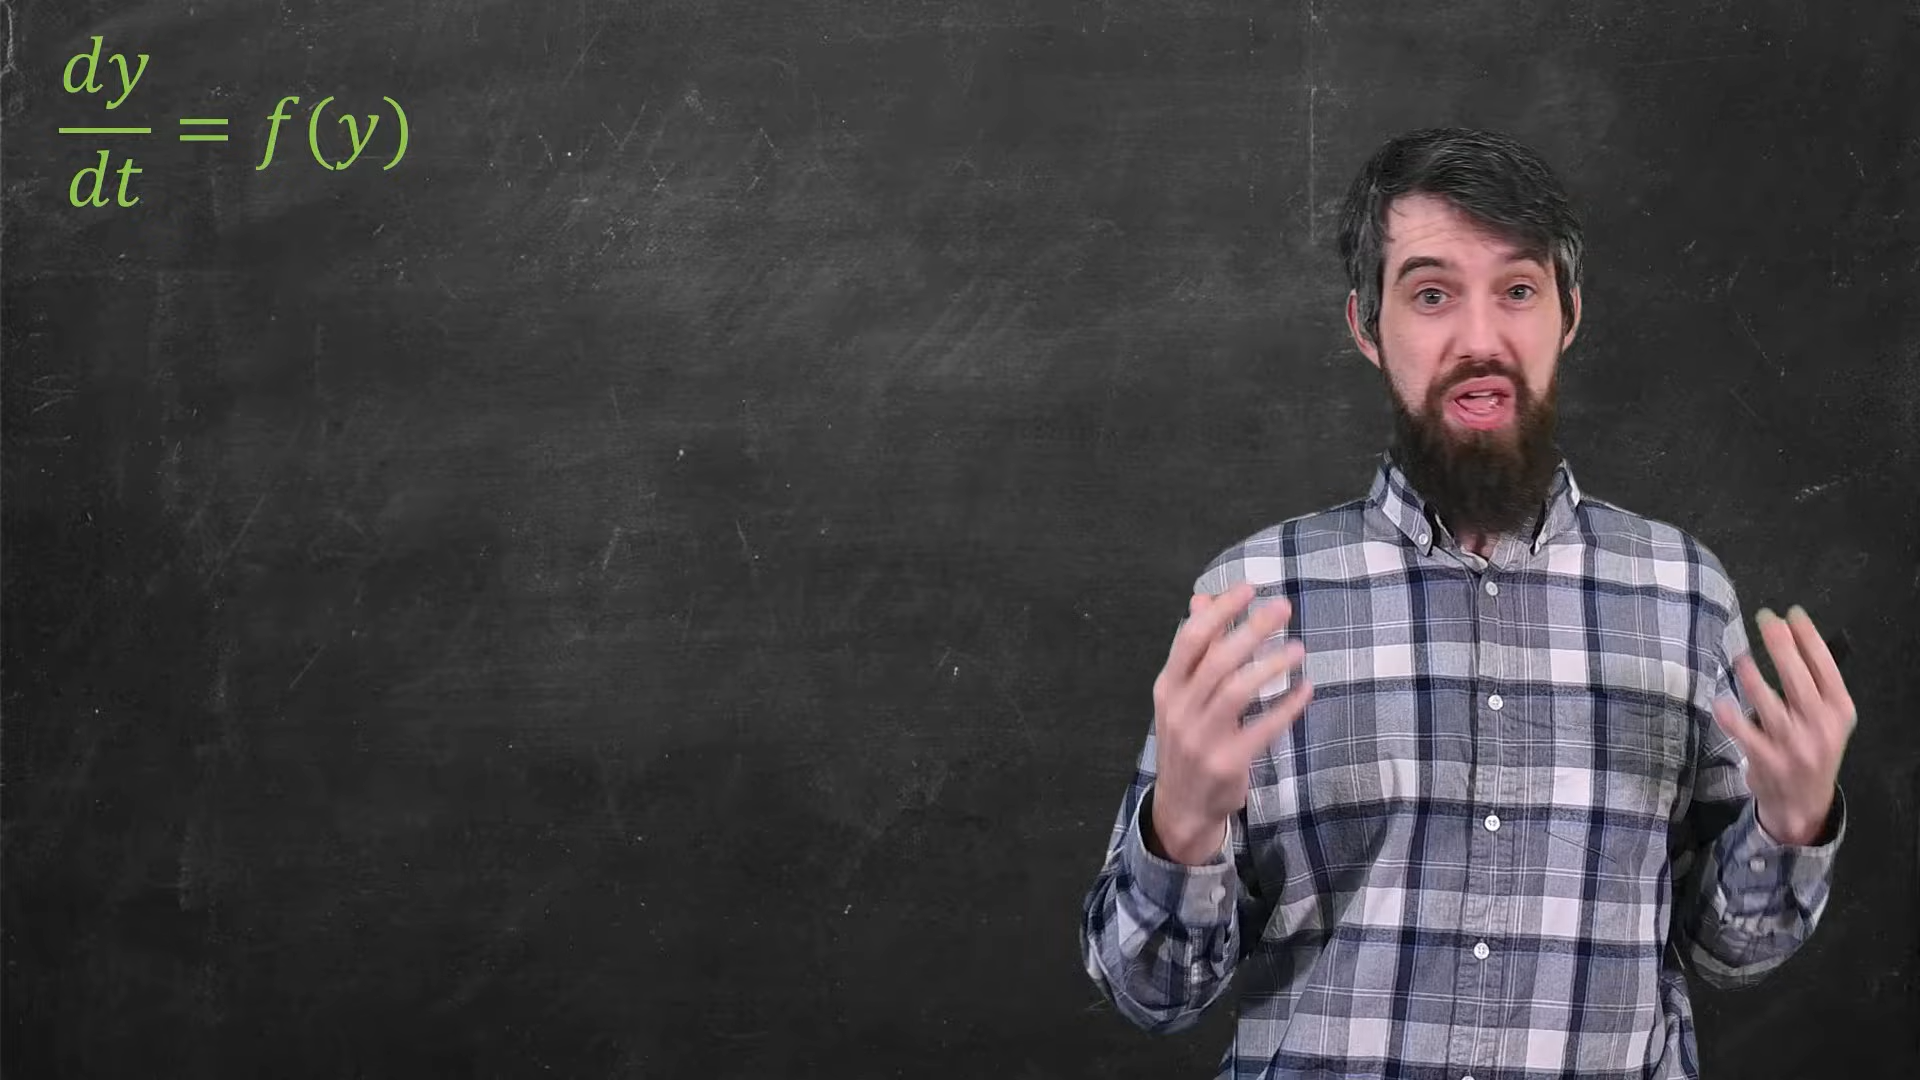 dy/dt = f(y)